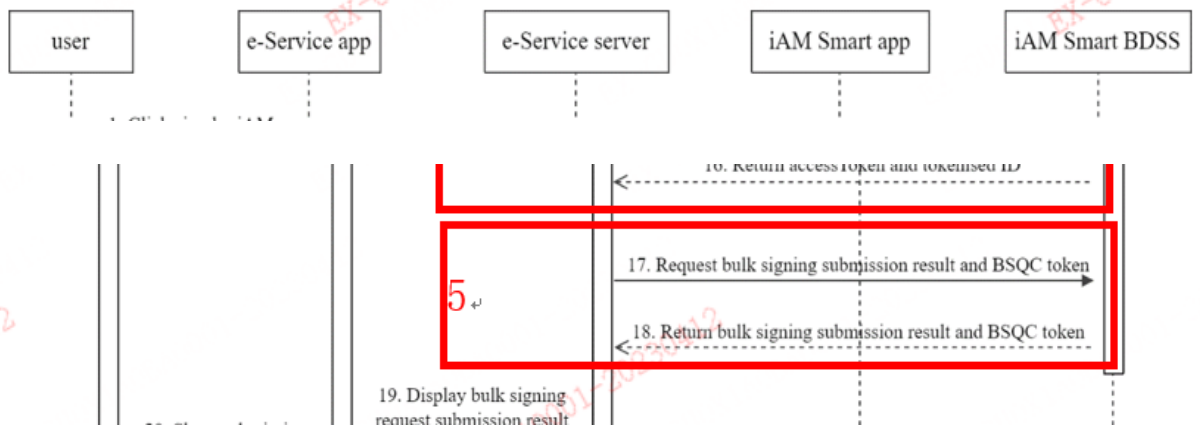 user
e-Service app
e-Service server
iAM Smart app
iAM Smart BDSS
16. Return accessToken and tokenised ID
17. Request bulk signing submission result and BSQC token
5
18. Return bulk signing submission result and BSQC token
19. Display bulk signing
request submission result